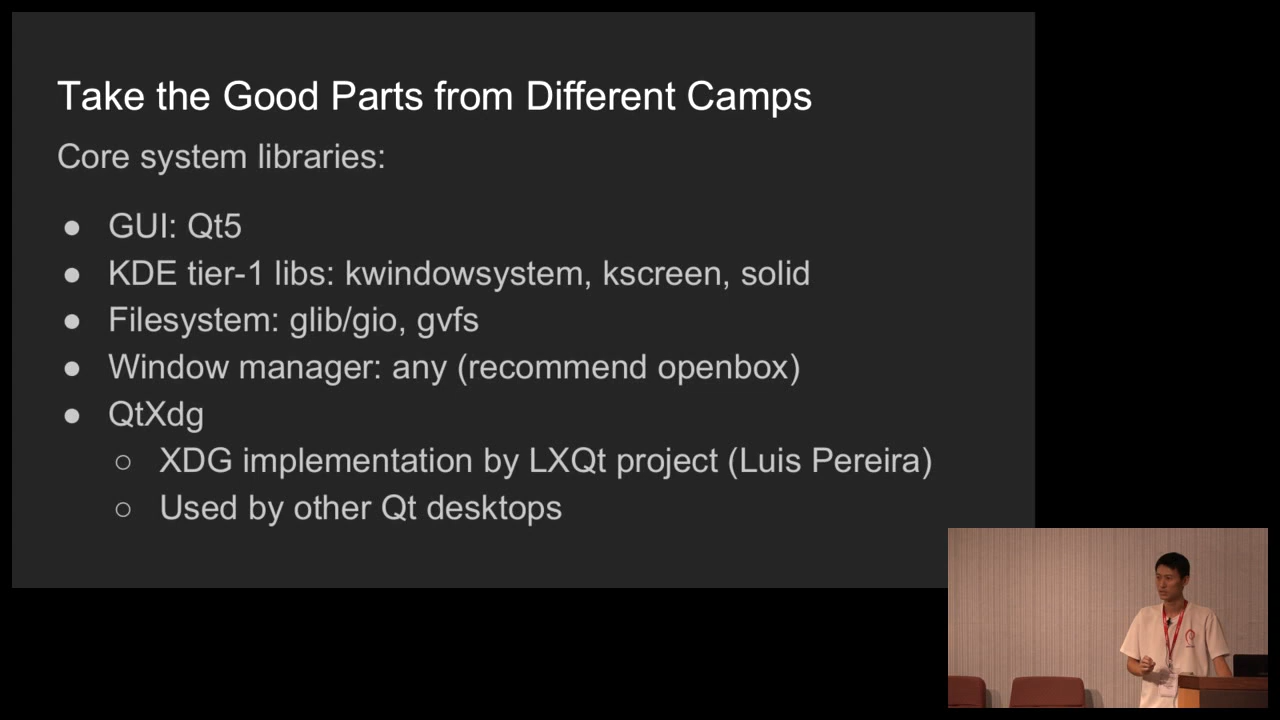 Take the Good Parts from Different Camps
Core system libraries:
● GUI: Qt5
● KDE tier-1 libs: kwindowsystem, kscreen, solid
● Filesystem: glib/gio, gvfs
● Window manager: any (recommend openbox)
● QtXdg
○ XDG implementation by LXQt project (Luis Pereira)
○ Used by other Qt desktops